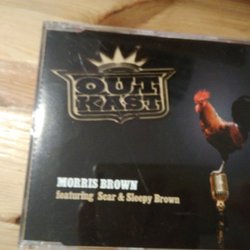 OUT
KAST
MORRIS BROWN
featuring Scar & Sleepy Brown